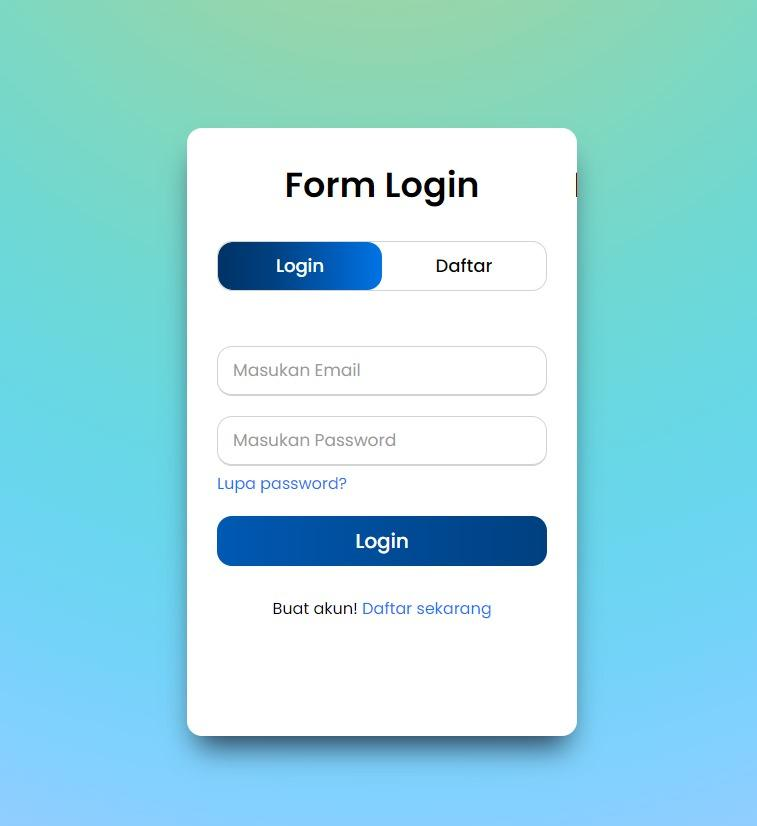 Form Login
Login Daftar
Masukan Email
Masukan Password
Lupa password?
Login
Buat akun! Daftar sekarang